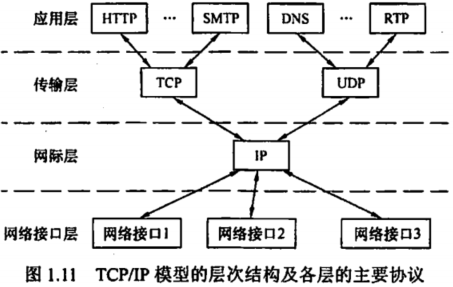 应用层 HTTP … SMTP DNS … RTP
传输层 TCP UDP
网际层 IP
网络接口层 网络接口1 网络接口2 网络接口3
图 1.11 TCP/IP 模型的层次结构及各层的主要协议